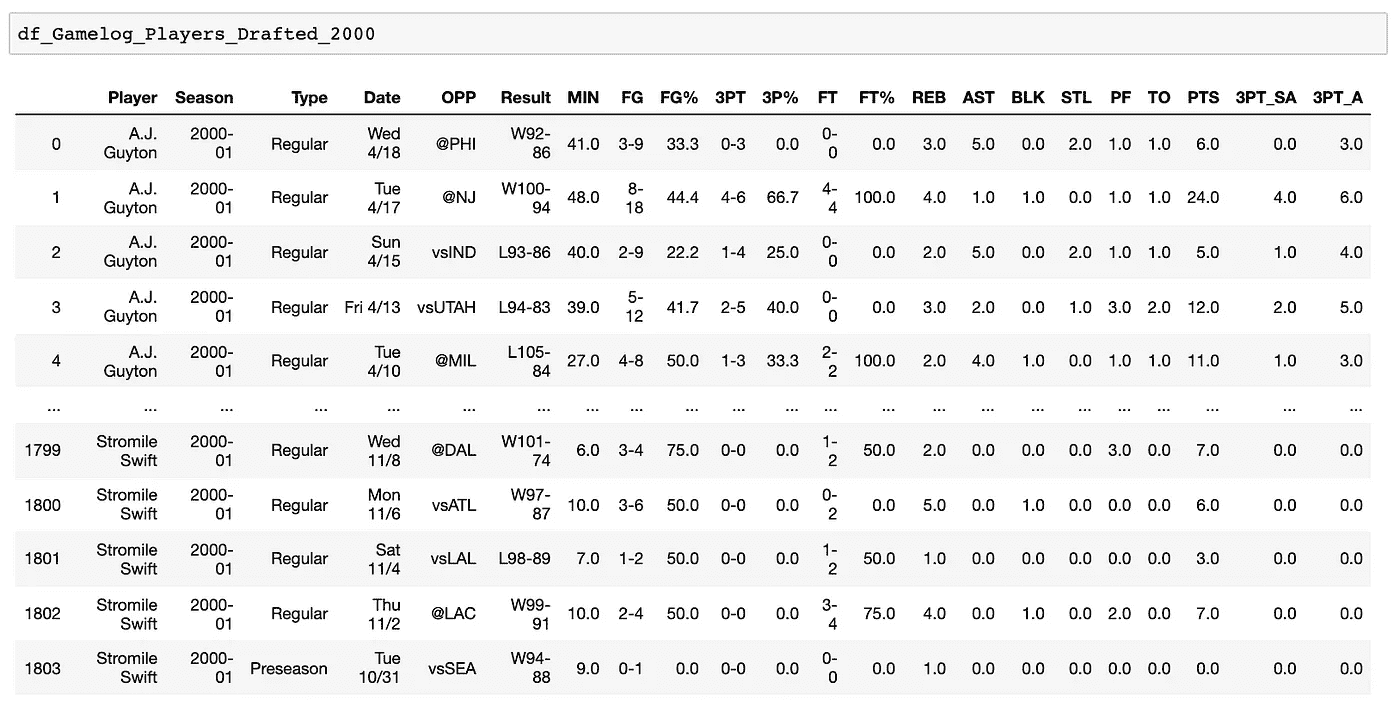 df_Gamelog_Players_Drafted_2000
Player Season Type Date OPP Result MIN FG FG% 3PT 3P% FT FT% REB AST BLK STL PF TO PTS 3PT_SA 3PT_A
0 A.J. Guyton 2000-01 Regular Wed 4/18 @PHI W92-86 41.0 3-9 33.3 0-3 0.0 0-0 0.0 3.0 5.0 0.0 2.0 1.0 1.0 6.0 0.0 3.0
1 A.J. Guyton 2000-01 Regular Tue 4/17 @NJ W100-94 48.0 8-18 44.4 4-6 66.7 4-4 100.0 4.0 1.0 1.0 0.0 1.0 1.0 24.0 4.0 6.0
2 A.J. Guyton 2000-01 Regular Sun 4/15 vsIND L93-86 40.0 2-9 22.2 1-4 25.0 0-0 0.0 2.0 5.0 0.0 2.0 1.0 1.0 5.0 1.0 4.0
3 A.J. Guyton 2000-01 Regular Fri 4/13 vsUTAH L94-83 39.0 5-12 41.7 2-5 40.0 0-0 0.0 3.0 2.0 0.0 1.0 3.0 2.0 12.0 2.0 5.0
4 A.J. Guyton 2000-01 Regular Tue 4/10 @MIL L105-84 27.0 4-8 50.0 1-3 33.3 2-2 100.0 2.0 4.0 1.0 0.0 1.0 1.0 11.0 1.0 3.0
... ... ... ... ... ... ... ... ... ... ... ... ... ... ... ... ... ... ... ... ... ... ...
1799 Stromile Swift 2000-01 Regular Wed 11/8 @DAL W101-74 6.0 3-4 75.0 0-0 0.0 1-2 50.0 2.0 0.0 0.0 0.0 3.0 0.0 7.0 0.0 0.0
1800 Stromile Swift 2000-01 Regular Mon 11/6 vsATL W97-87 10.0 3-6 50.0 0-0 0.0 0-2 0.0 5.0 0.0 1.0 0.0 0.0 0.0 6.0 0.0 0.0
1801 Stromile Swift 2000-01 Regular Sat 11/4 vsLAL L98-89 7.0 1-2 50.0 0-0 0.0 1-2 50.0 1.0 0.0 0.0 0.0 0.0 0.0 3.0 0.0 0.0
1802 Stromile Swift 2000-01 Regular Thu 11/2 @LAC W99-91 10.0 2-4 50.0 0-0 0.0 3-4 75.0 4.0 0.0 1.0 0.0 2.0 0.0 7.0 0.0 0.0
1803 Stromile Swift 2000-01 Preseason Tue 10/31 vsSEA W94-88 9.0 0-1 0.0 0-0 0.0 0-0 0.0 1.0 0.0 0.0 0.0 0.0 0.0 0.0 0.0 0.0